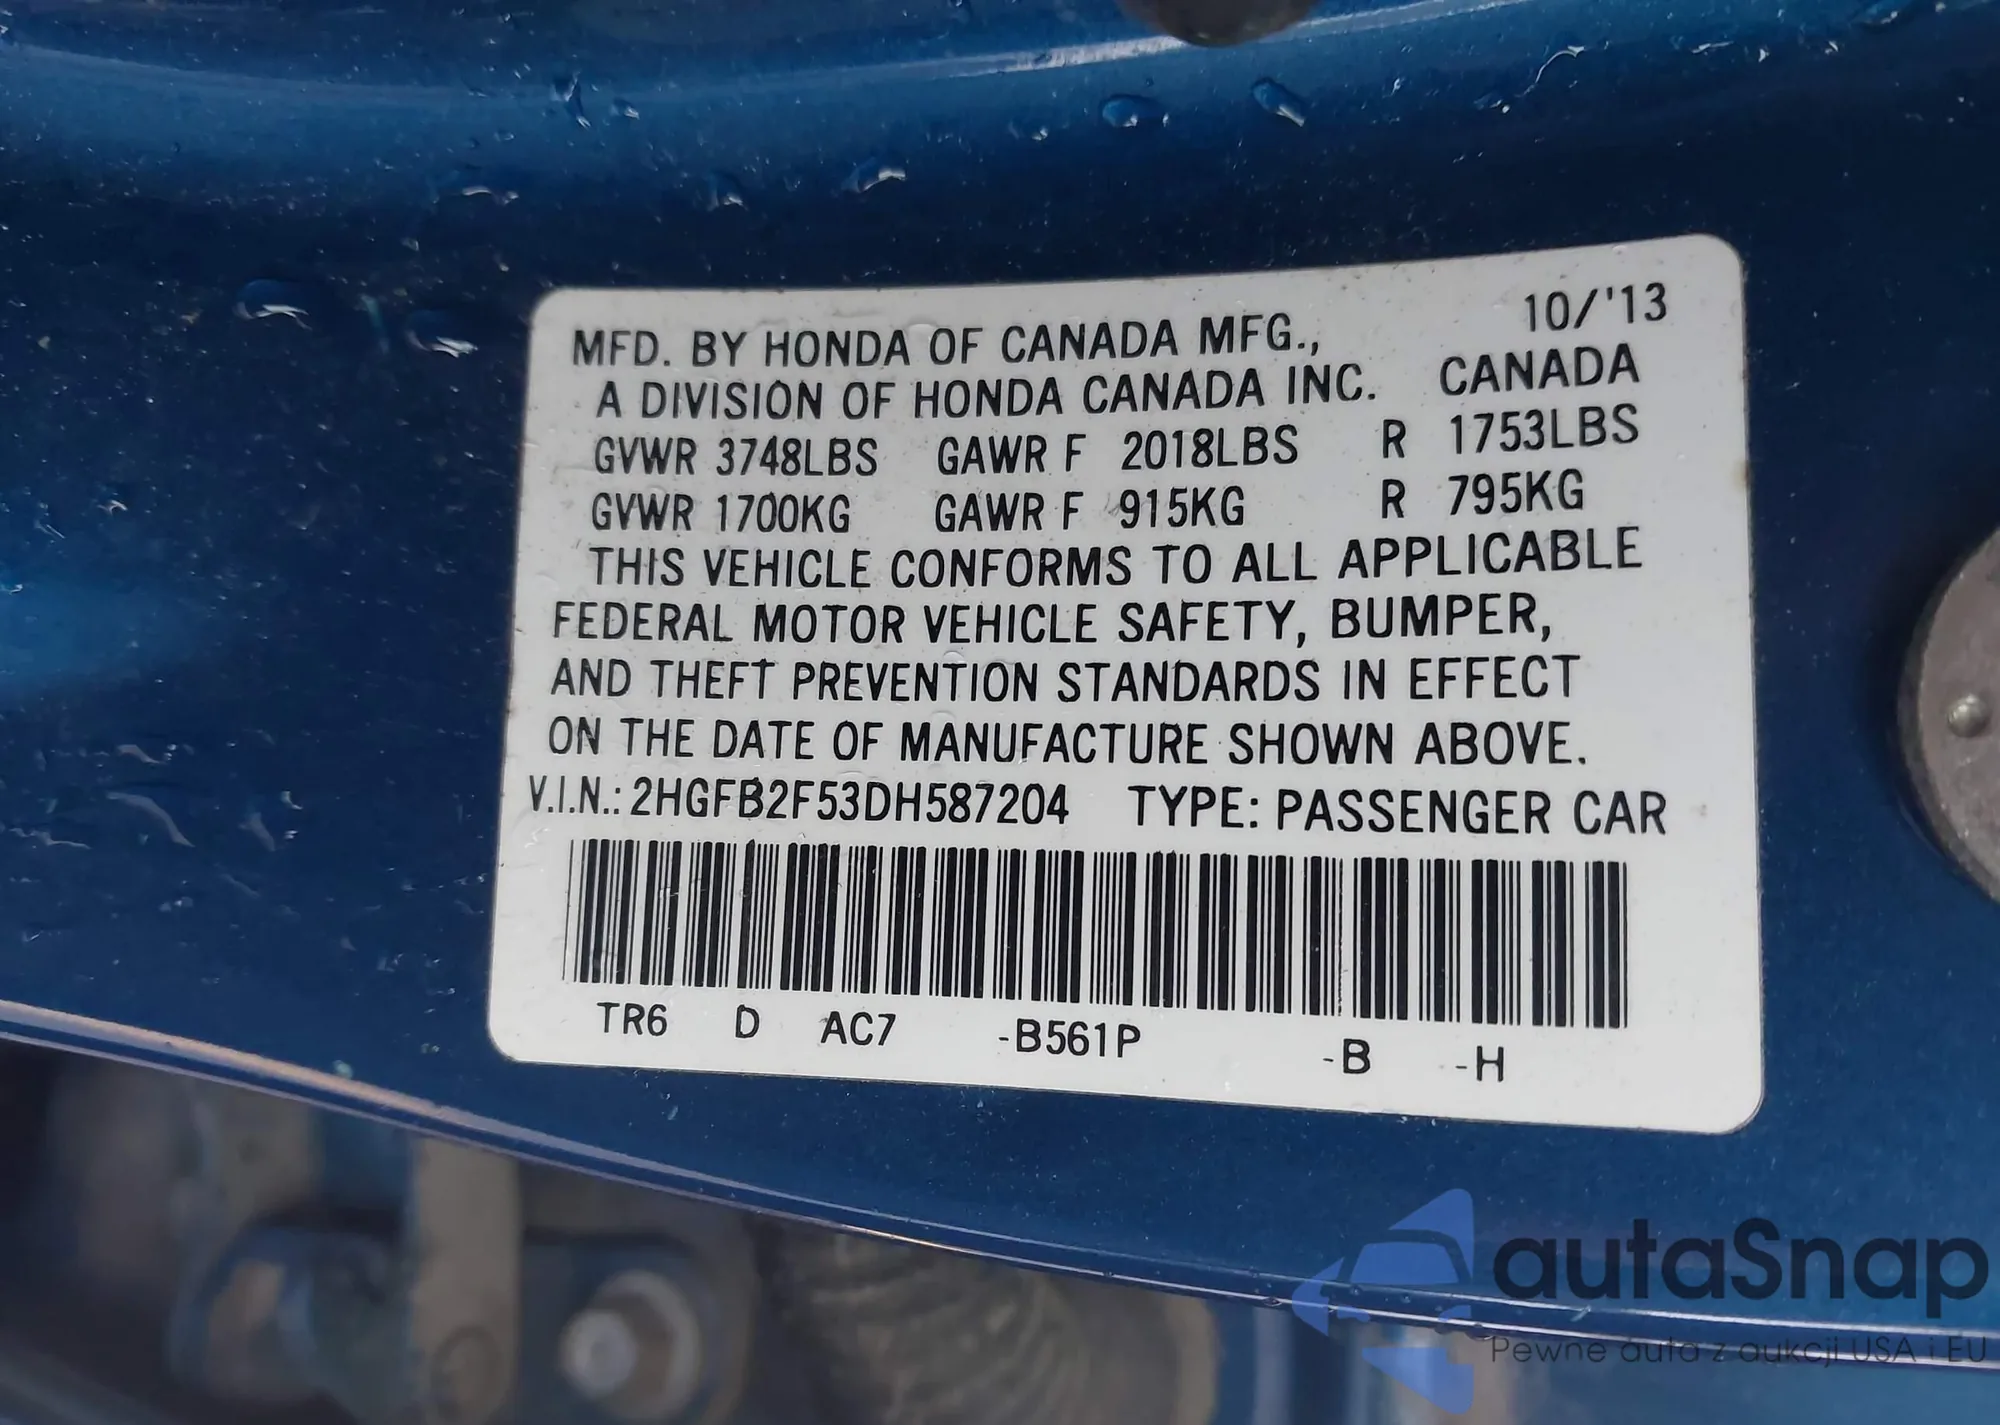 10/'13
MFD. BY HONDA OF CANADA MFG.,
A DIVISION OF HONDA CANADA INC. CANADA
GVWR 3748LBS GAWR F 2018LBS R 1753LBS
GVWR 1700KG GAWR F 915KG R 795KG
THIS VEHICLE CONFORMS TO ALL APPLICABLE
FEDERAL MOTOR VEHICLE SAFETY, BUMPER,
AND THEFT PREVENTION STANDARDS IN EFFECT
ON THE DATE OF MANUFACTURE SHOWN ABOVE.
V.I.N.: 2HGFB2F53DH587204 TYPE: PASSENGER CAR
TR6 D AC7 -B561P -B -H
autaSnap
Pewne auta z aukcji USA i EU